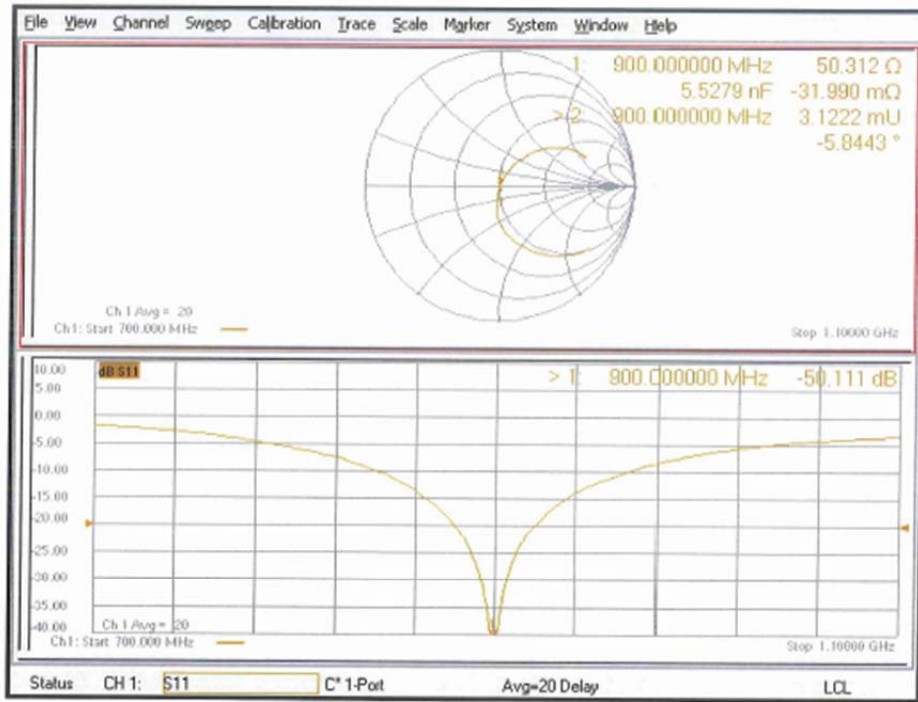 File View Channel Sweep Calibration Trace Scale Marker System Window Help
1: 900.000000 MHz 50.312 Ω
5.5279 nF -31.990 mΩ
> 2: 900.000000 MHz 3.1222 mU
-5.8443 °
Ch 1 Avg = 20
Ch1: Start 700.000 MHz
Stop 1.10000 GHz
10.00
dB S11
> 1: 900.000000 MHz -50.111 dB
5.00
0.00
-5.00
-10.00
-15.00
-20.00
-25.00
-30.00
-35.00
-40.00
Ch 1 Avg = 20
Ch1: Start 700.000 MHz
Stop 1.10000 GHz
Status CH 1: S11 C* 1-Port Avg=20 Delay LCL